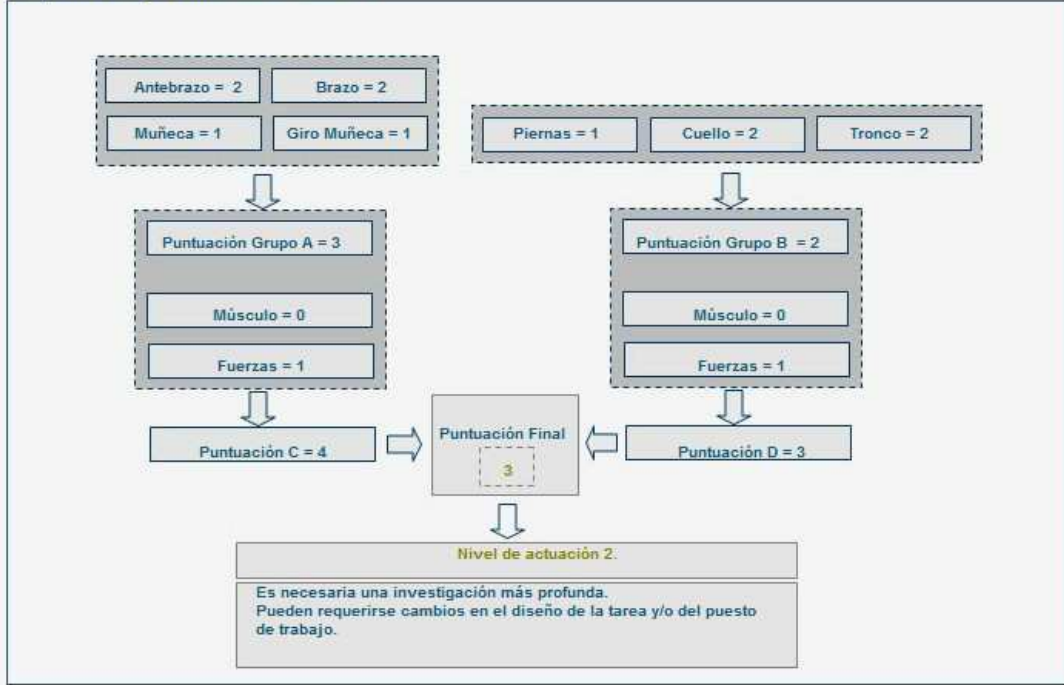 Antebrazo = 2
Brazo = 2
Muñeca = 1
Giro Muñeca = 1
Piernas = 1
Cuello = 2
Tronco = 2
Puntuación Grupo A = 3
Músculo = 0
Fuerzas = 1
Puntuación Grupo B = 2
Músculo = 0
Fuerzas = 1
Puntuación C = 4
Puntuación Final
3
Puntuación D = 3
Nivel de actuación 2.
Es necesaria una investigación más profunda.
Pueden requerirse cambios en el diseño de la tarea y/o del puesto
de trabajo.